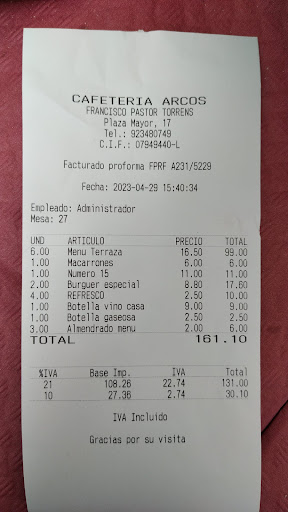 CAFETERIA ARCOS
FRANCISCO PASTOR TORRENS
Plaza Mayor, 17
Tel.: 923480749
C.I.F.: 07949440-L
Facturado proforma FPRF A231/5229
Fecha: 2023-04-29 15:40:34
Empleado: Administrador
Mesa: 27
UND ARTICULO PRECIO TOTAL
6.00 Menu Terraza 16.50 99.00
1.00 Macarrones 6.00 6.00
1.00 Numero 15 11.00 11.00
2.00 Burguer especial 8.80 17.60
4.00 REFRESCO 2.50 10.00
1.00 Botella vino casa 9.00 9.00
1.00 Botella gaseosa 2.50 2.50
3.00 Almendrado menu 2.00 6.00
TOTAL 161.10
%IVA Base Imp. IVA Total
21 108.26 22.74 131.00
10 27.36 2.74 30.10
IVA Incluido
Gracias por su visita